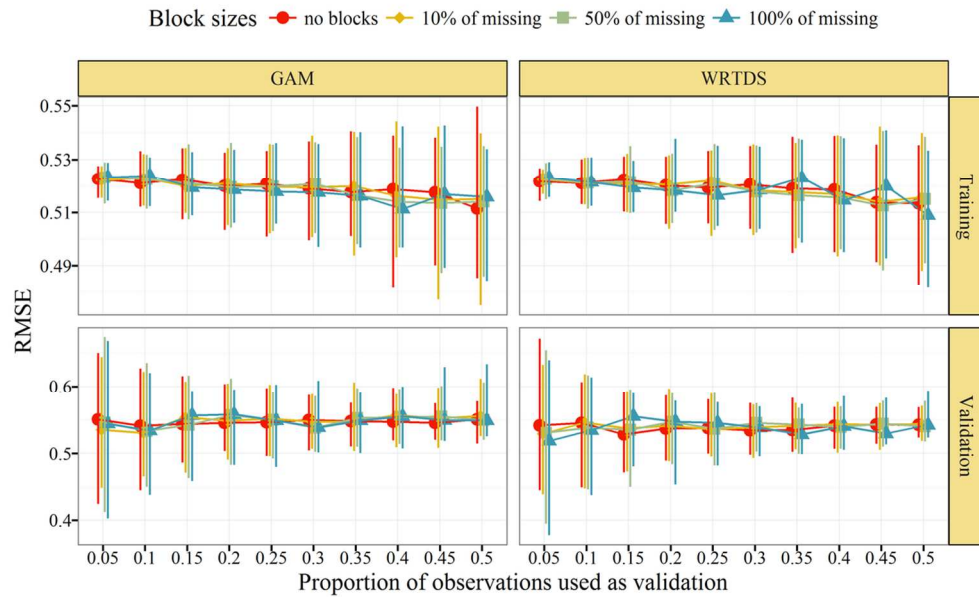 Block sizes no blocks 10% of missing 50% of missing 100% of missing
GAM WRTDS
0.55
0.53
0.51
0.49
Training
RMSE
0.6
0.5
0.4
Validation
0.05 0.1 0.15 0.2 0.25 0.3 0.35 0.4 0.45 0.5 0.05 0.1 0.15 0.2 0.25 0.3 0.35 0.4 0.45 0.5
Proportion of observations used as validation